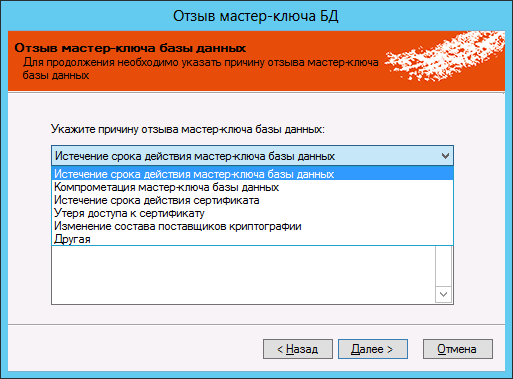 Отзыв мастер-ключа БД
Отзыв мастер-ключа базы данных
Для продолжения необходимо указать причину отзыва мастер-ключа
базы данных
Укажите причину отзыва мастер-ключа базы данных:
Истечение срока действия мастер-ключа базы данных
Истечение срока действия мастер-ключа базы данных
Компрометация мастер-ключа базы данных
Истечение срока действия сертификата
Утеря доступа к сертификату
Изменение состава поставщиков криптографии
Другая
< Назад
Далее >
Отмена